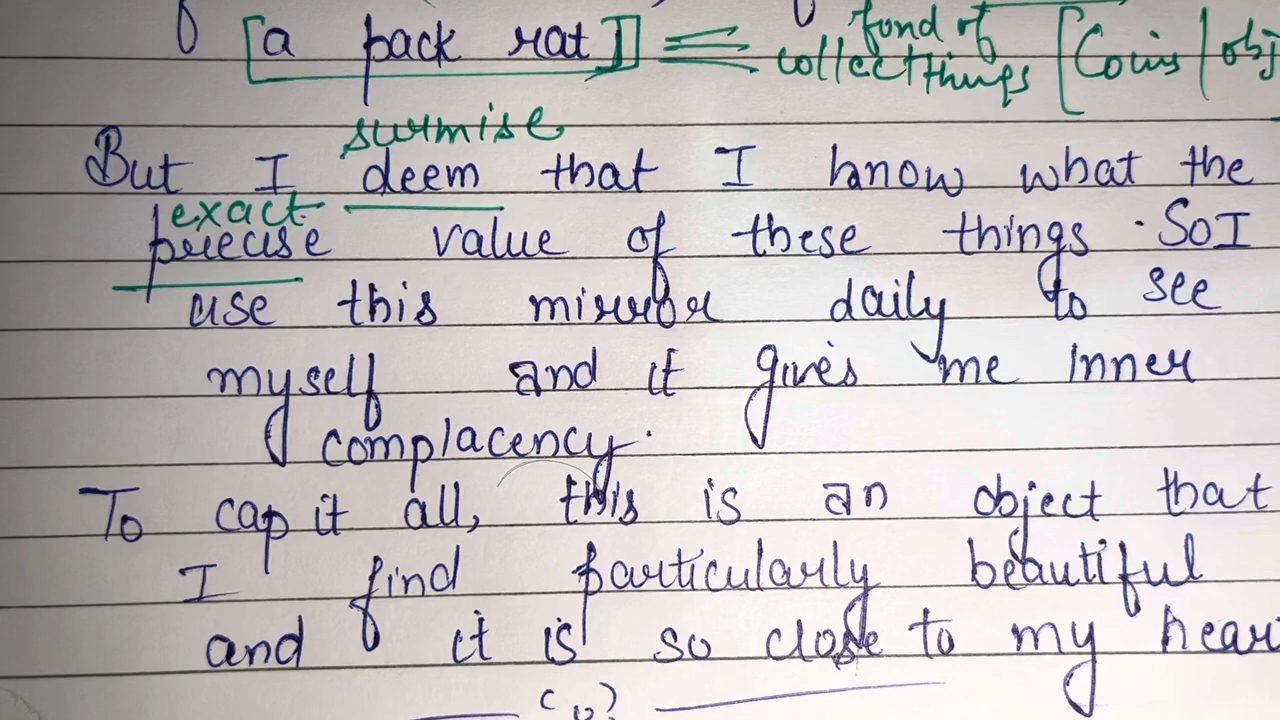 [a pack rat] = fond of
collect things [Coins / obj
surmise
But I deem that I know what the
exact
precise value of these things. So I
use this mirror daily to see
myself and it gives me inner
complacency.
To cap it all, this is an object that
I find particularly beautiful
and it is so close to my hear